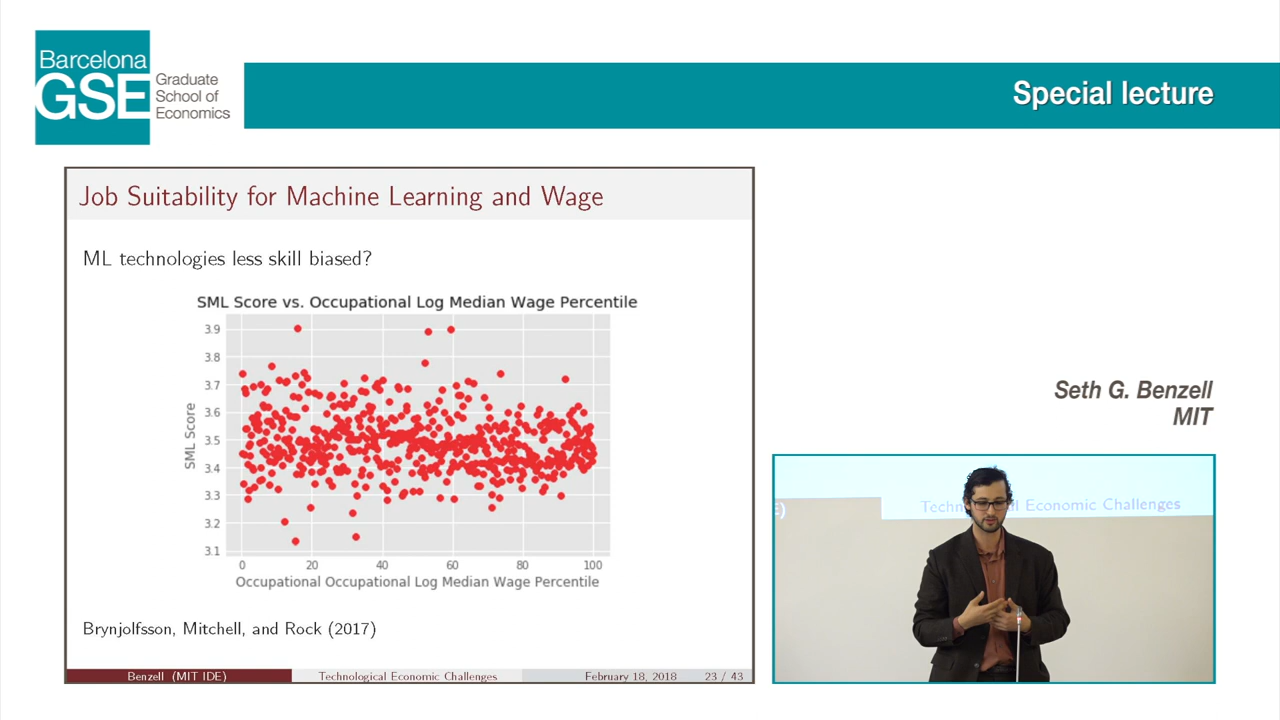 Barcelona
GSE
Graduate
School of
Economics
Special lecture
Job Suitability for Machine Learning and Wage
ML technologies less skill biased?
SML Score vs. Occupational Log Median Wage Percentile
3.9
3.8
3.7
3.6
3.5
3.4
3.3
3.2
3.1
SML Score
0 20 40 60 80 100
Occupational Occupational Log Median Wage Percentile
Brynjolfsson, Mitchell, and Rock (2017)
Benzell (MIT IDE) Technological Economic Challenges February 18, 2018 23 / 43
Seth G. Benzell
MIT
Economic Challenges